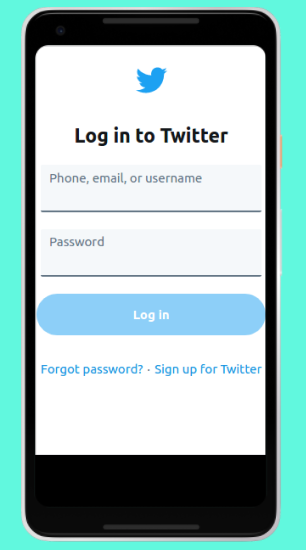 Log in to Twitter
Phone, email, or username
Password
Log in
Forgot password? · Sign up for Twitter